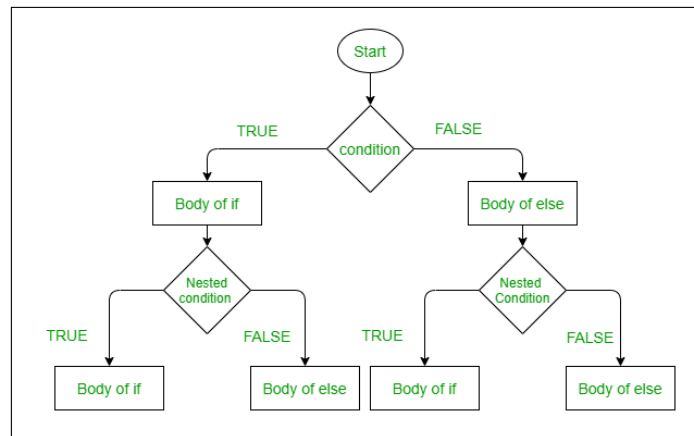 Start
TRUE
FALSE
condition
Body of if
Body of else
Nested
condition
Nested
Condition
TRUE
FALSE
TRUE
FALSE
Body of if
Body of else
Body of if
Body of else